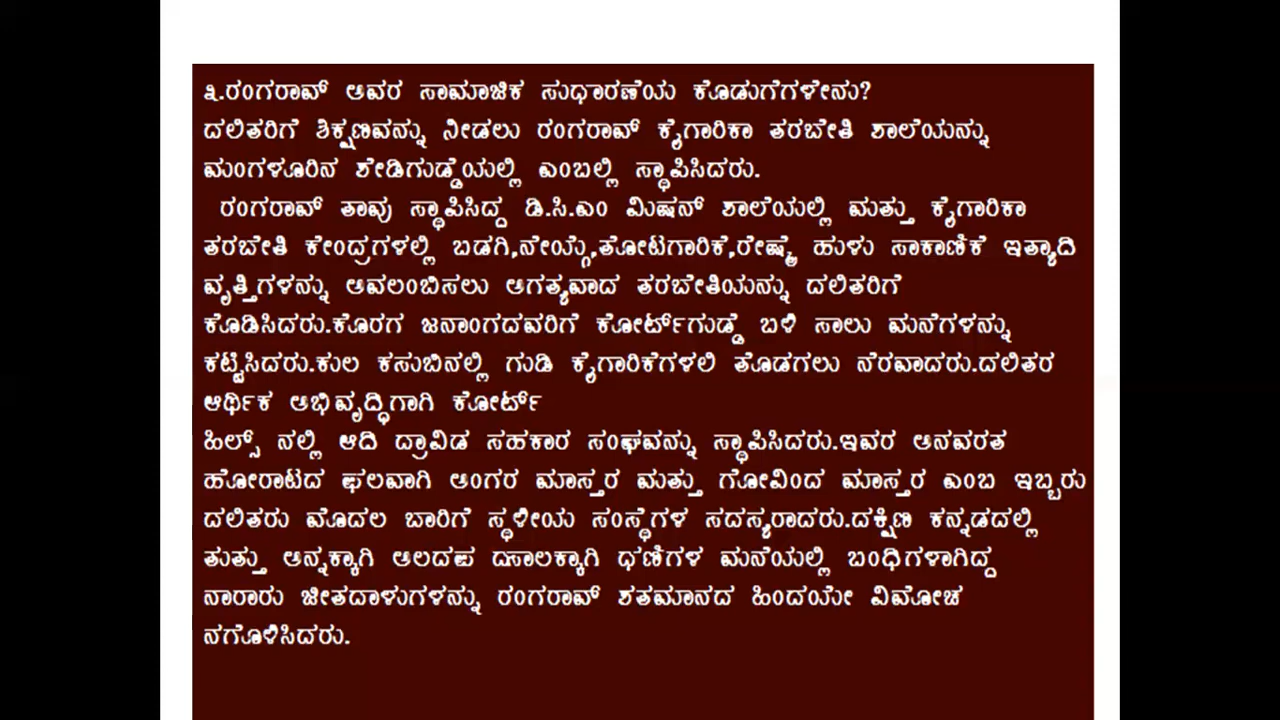 ೩.ರಂಗರಾವ್ ಅವರ ಸಾಮಾಜಿಕ ಸುಧಾರಣೆಯ ಕೊಡುಗೆಗಳೇನು?
ದಲಿತರಿಗೆ ಶಿಕ್ಷಣವನ್ನು ನೀಡಲು ರಂಗರಾವ್ ಕೈಗಾರಿಕಾ ತರಬೇತಿ ಶಾಲೆಯನ್ನು
ಮಂಗಳೂರಿನ ಶೇಡಿಗುಡ್ಡೆಯಲ್ಲಿ ಎಂಬಲ್ಲಿ ಸ್ಥಾಪಿಸಿದರು.
ರಂಗರಾವ್ ತಾವು ಸ್ಥಾಪಿಸಿದ್ದ ಡಿ.ಸಿ.ಎಂ ಮಿಷನ್ ಶಾಲೆಯಲ್ಲಿ ಮತ್ತು ಕೈಗಾರಿಕಾ
ತರಬೇತಿ ಕೇಂದ್ರಗಳಲ್ಲಿ ಬಡಗಿ,ನೇಯ್ಗೆ,ತೋಟಗಾರಿಕೆ,ರೇಷ್ಮೆ ಹುಳು ಸಾಕಾಣಿಕೆ ಇತ್ಯಾದಿ
ವೃತ್ತಿಗಳನ್ನು ಅವಲಂಬಿಸಲು ಅಗತ್ಯವಾದ ತರಬೇತಿಯನ್ನು ದಲಿತರಿಗೆ
ಕೊಡಿಸಿದರು.ಕೊರಗ ಜನಾಂಗದವರಿಗೆ ಕೋರ್ಟ್‌ಗುಡ್ಡೆ ಬಳಿ ಸಾಲು ಮನೆಗಳನ್ನು
ಕಟ್ಟಿಸಿದರು.ಕುಲ ಕಸುಬಿನಲ್ಲಿ ಗುಡಿ ಕೈಗಾರಿಕೆಗಳಲಿ ತೊಡಗಲು ನೆರವಾದರು.ದಲಿತರ
ಆರ್ಥಿಕ ಅಭಿವೃದ್ಧಿಗಾಗಿ ಕೋರ್ಟ್
ಹಿಲ್ಸ್ ನಲ್ಲಿ ಆದಿ ದ್ರಾವಿಡ ಸಹಕಾರ ಸಂಘವನ್ನು ಸ್ಥಾಪಿಸಿದರು.ಇವರ ಅನವರತ
ಹೋರಾಟದ ಫಲವಾಗಿ ಅಂಗರ ಮಾಸ್ತರ ಮತ್ತು ಗೋವಿಂದ ಮಾಸ್ತರ ಎಂಬ ಇಬ್ಬರು
ದಲಿತರು ಮೊದಲ ಬಾರಿಗೆ ಸ್ಥಳೀಯ ಸಂಸ್ಥೆಗಳ ಸದಸ್ಯರಾದರು.ದಕ್ಷಿಣ ಕನ್ನಡದಲ್ಲಿ
ತುತ್ತು ಅನ್ನಕ್ಕಾಗಿ ಅಲದಪ ಧಣಿಗಳ ಮನೆಯಲ್ಲಿ ಬಂಧಿಗಳಾಗಿದ್ದ
ನಾರಾರು ಜೀತದಾಳುಗಳನ್ನು ರಂಗರಾವ್ ಶತಮಾನದ ಹಿಂದಯೇ ವಿಮೋಚ
ನಗೊಳಿಸಿದರು.